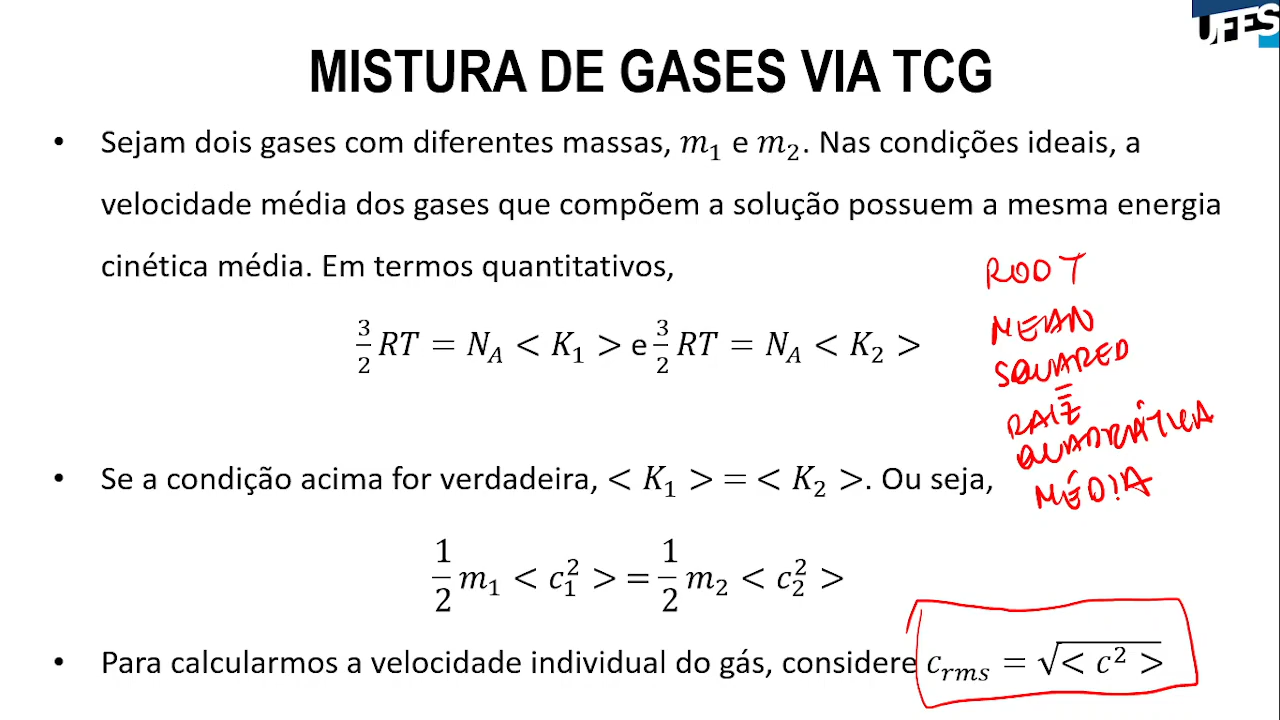 UFES
MISTURA DE GASES VIA TCG
• Sejam dois gases com diferentes massas, m₁ e m₂. Nas condições ideais, a
velocidade média dos gases que compõem a solução possuem a mesma energia
cinética média. Em termos quantitativos,
3/2 RT = N_A < K₁ > e 3/2 RT = N_A < K₂ >
ROOT
MEAN
SQUARED
=
RAIZ
QUADRÁTICA
MÉDIA
• Se a condição acima for verdadeira, < K₁ > = < K₂ >. Ou seja,
1/2 m₁ < c₁² > = 1/2 m₂ < c₂² >
• Para calcularmos a velocidade individual do gás, considere c_rms = √< c² >